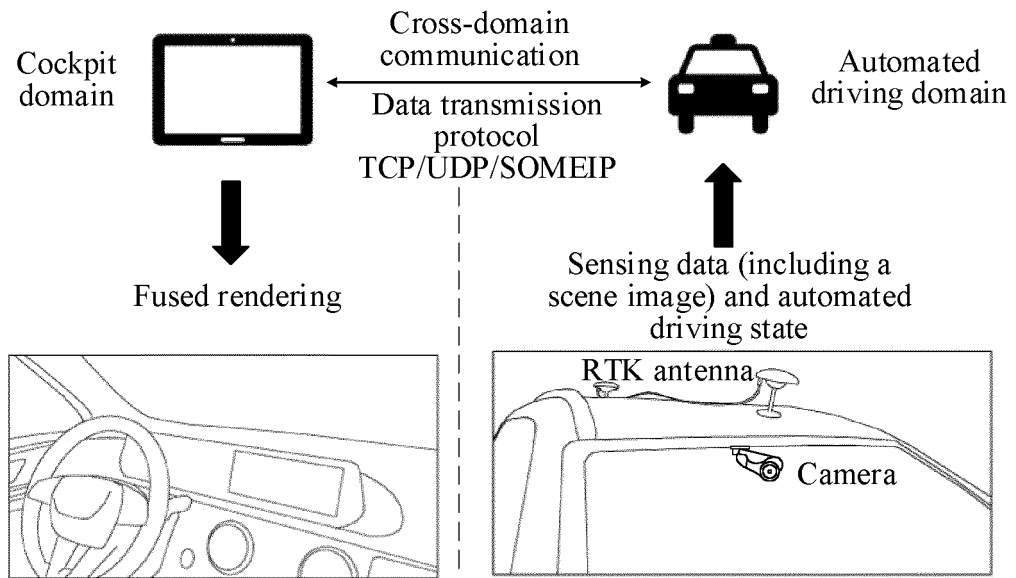 Cockpit
domain
Cross-domain
communication
Data transmission
protocol
TCP/UDP/SOMEIP
Automated
driving domain
Fused rendering
Sensing data (including a
scene image) and automated
driving state
RTK antenna
Camera